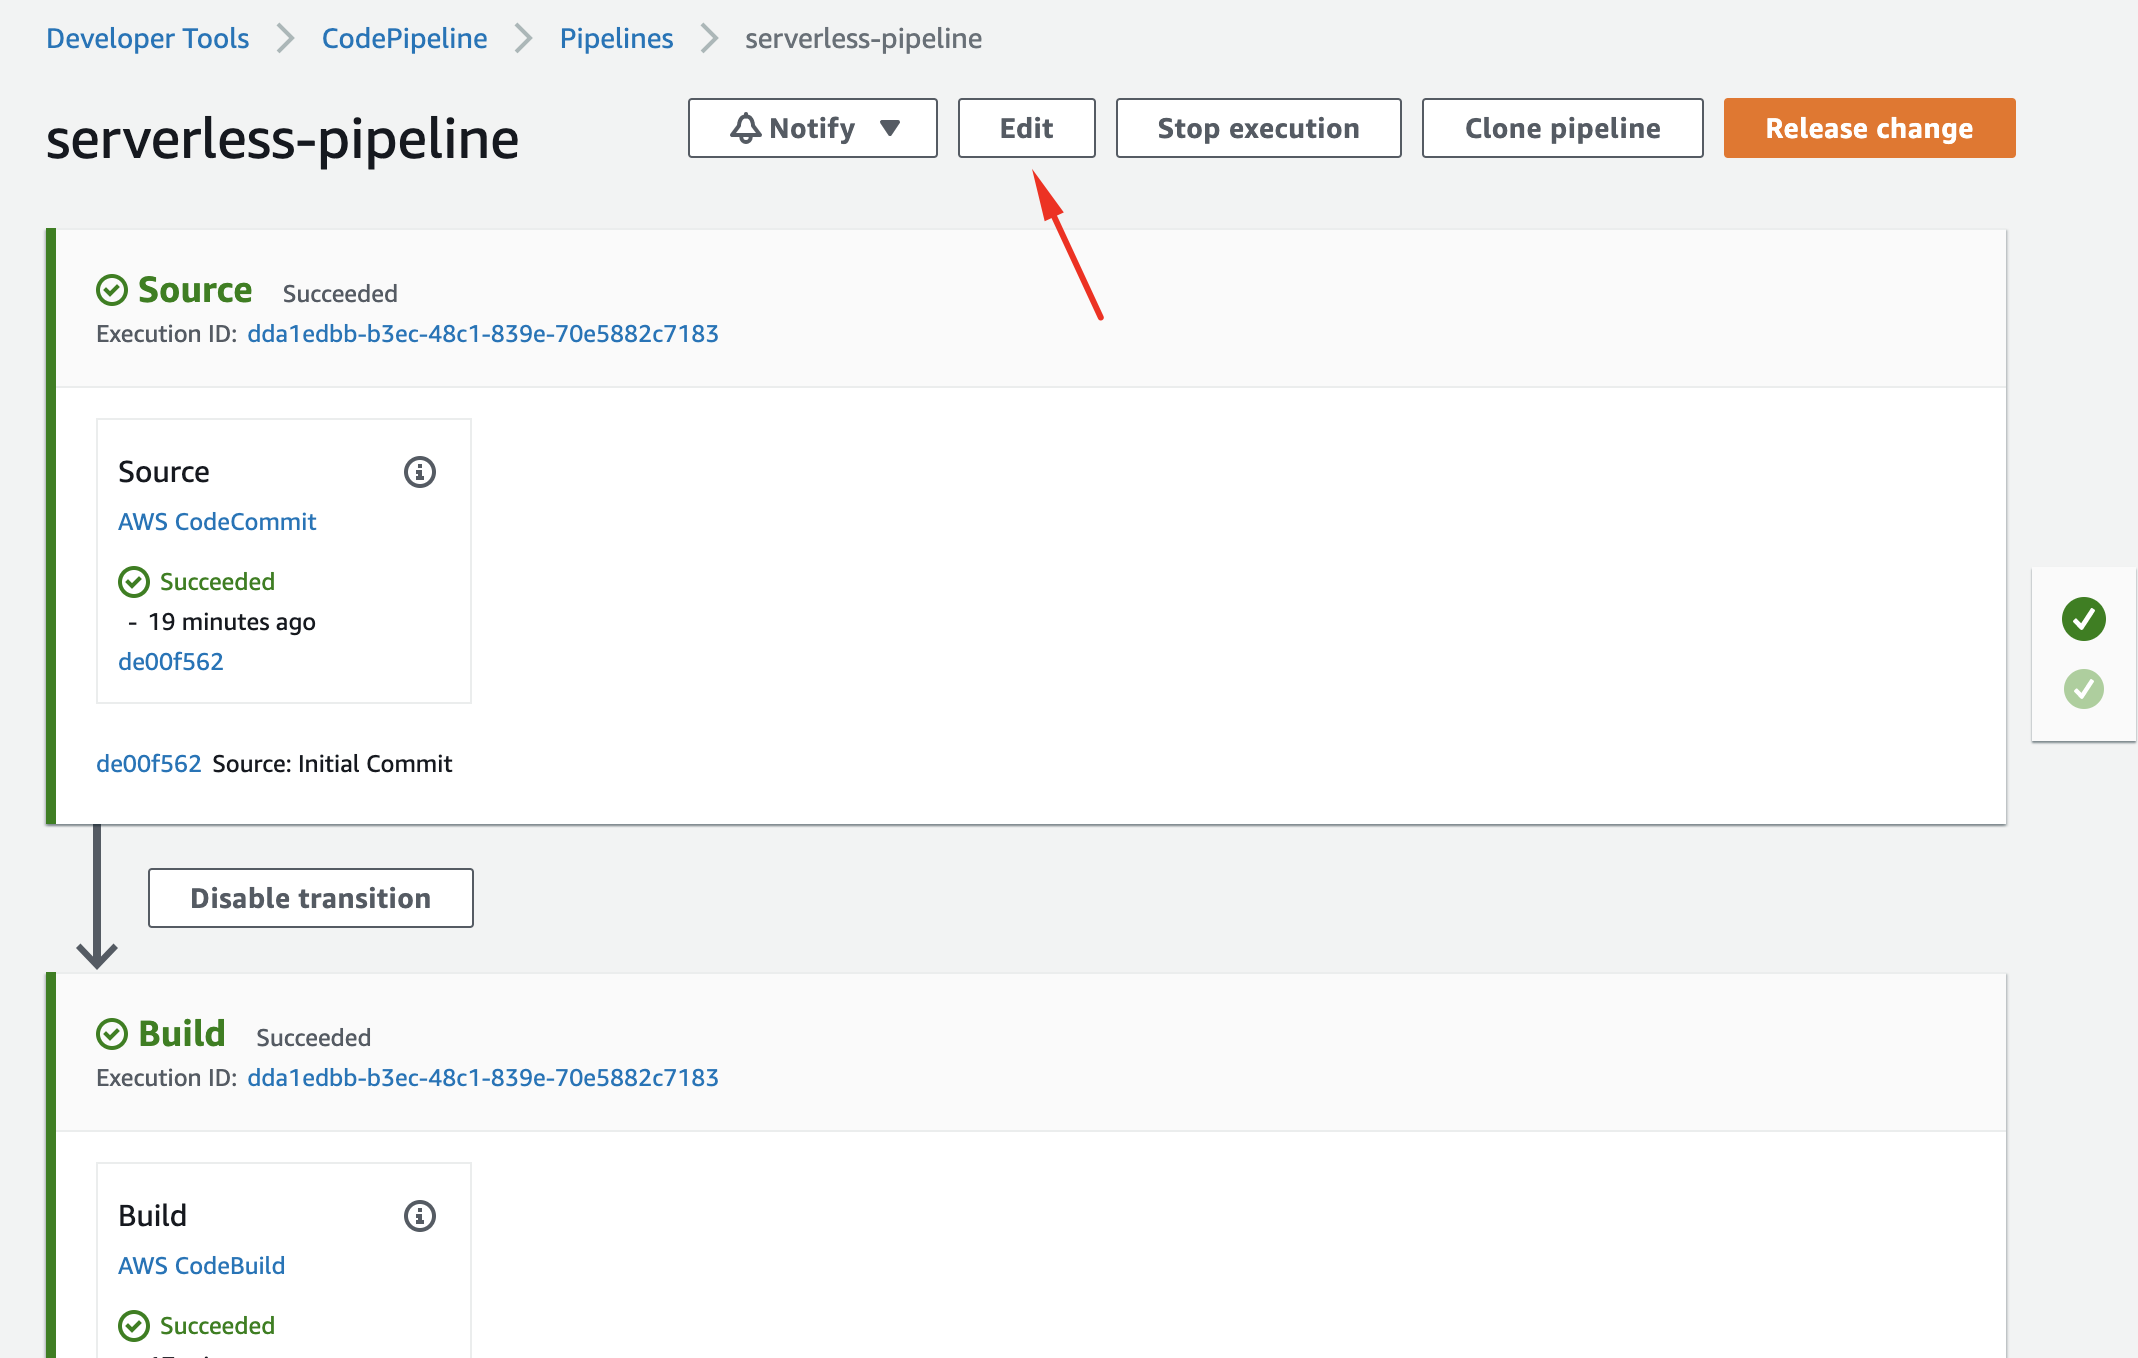 Developer Tools > CodePipeline > Pipelines > serverless-pipeline
serverless-pipeline
Notify
Edit
Stop execution
Clone pipeline
Release change
Source Succeeded
Execution ID: dda1edbb-b3ec-48c1-839e-70e5882c7183
Source
AWS CodeCommit
Succeeded
- 19 minutes ago
de00f562
de00f562 Source: Initial Commit
Disable transition
Build Succeeded
Execution ID: dda1edbb-b3ec-48c1-839e-70e5882c7183
Build
AWS CodeBuild
Succeeded